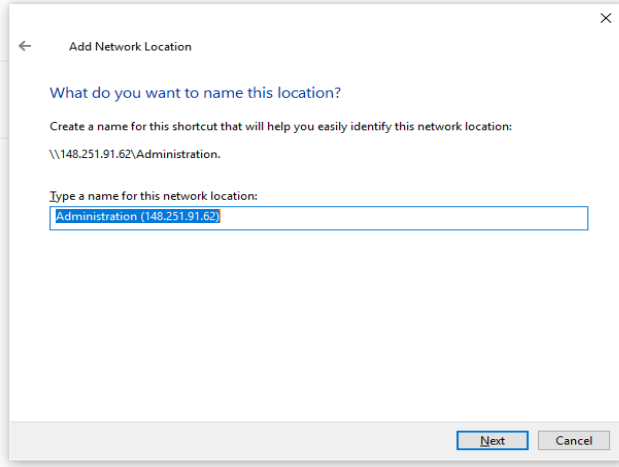 Add Network Location
What do you want to name this location?
Create a name for this shortcut that will help you easily identify this network location:
\\148.251.91.62\Administration.
Type a name for this network location:
Administration (148.251.91.62)
Next
Cancel